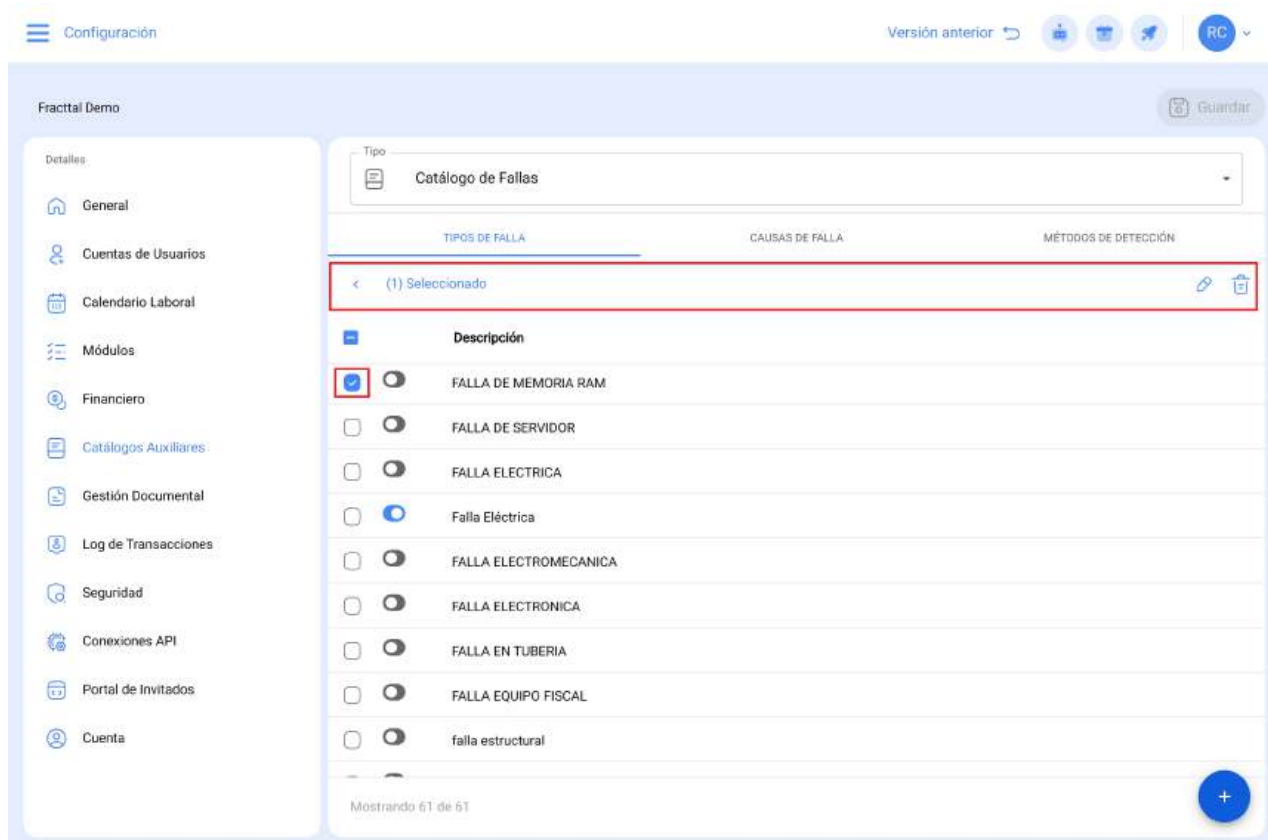 Configuración
Versión anterior
RC
Fracttal Demo
Guardar
Detalles
General
Cuentas de Usuarios
Calendario Laboral
Módulos
Financiero
Catálogos Auxiliares
Gestión Documental
Log de Transacciones
Seguridad
Conexiones API
Portal de Invitados
Cuenta
Tipo
Catálogo de Fallas
TIPOS DE FALLA
CAUSAS DE FALLA
MÉTODOS DE DETECCIÓN
(1) Seleccionado
Descripción
FALLA DE MEMORIA RAM
FALLA DE SERVIDOR
FALLA ELECTRICA
Falla Eléctrica
FALLA ELECTROMECANICA
FALLA ELECTRONICA
FALLA EN TUBERIA
FALLA EQUIPO FISCAL
falla estructural
Mostrando 61 de 61
+